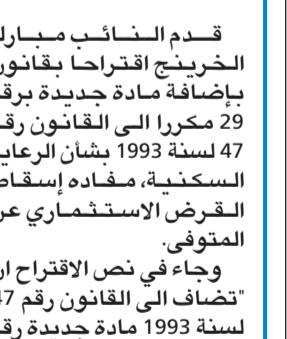 قدم النائب مبارك
الخرينج اقتراحا بقانون
بإضافة مادة جديدة برقم
29 مكررا الى القانون رقم
47 لسنة 1993 بشأن الرعاية
السكنية، مفاده إسقاط
القرض الاستثماري عن
المتوفى.
وجاء في نص الاقتراح ان
"تضاف الى القانون رقم 47
لسنة 1993 مادة جديدة رقم